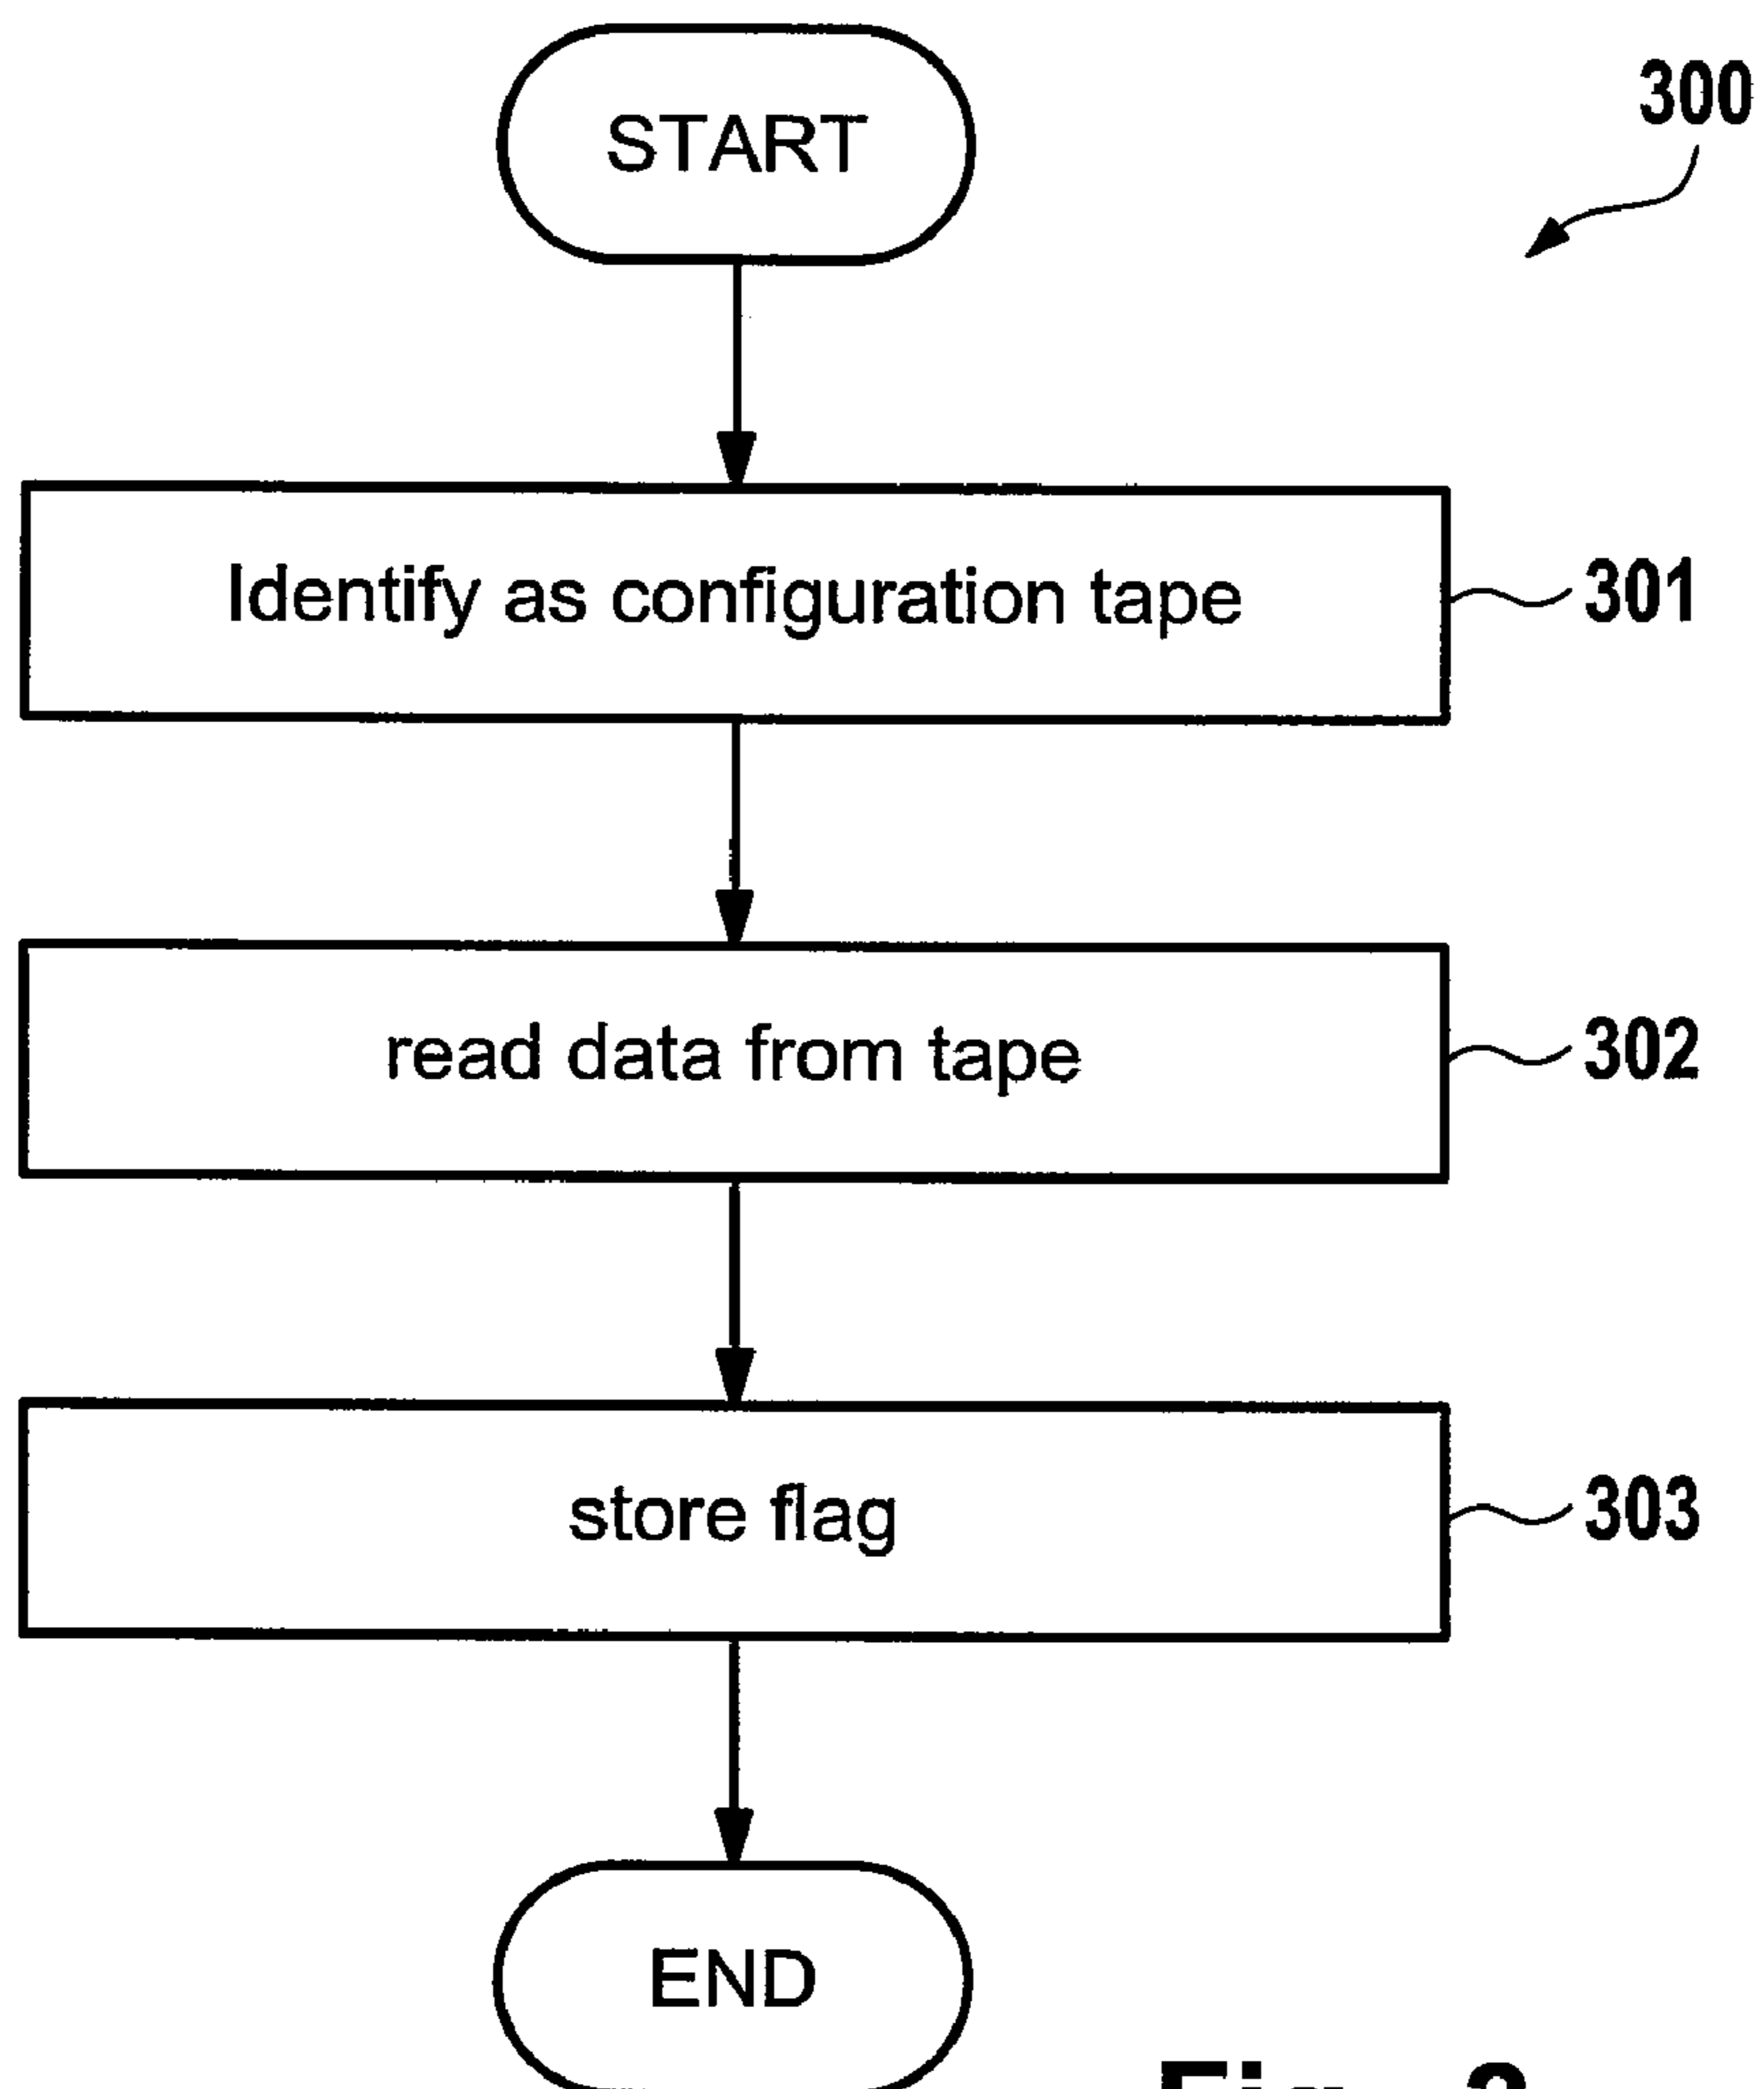 START
300
Identify as configuration tape
301
read data from tape
302
store flag
303
END